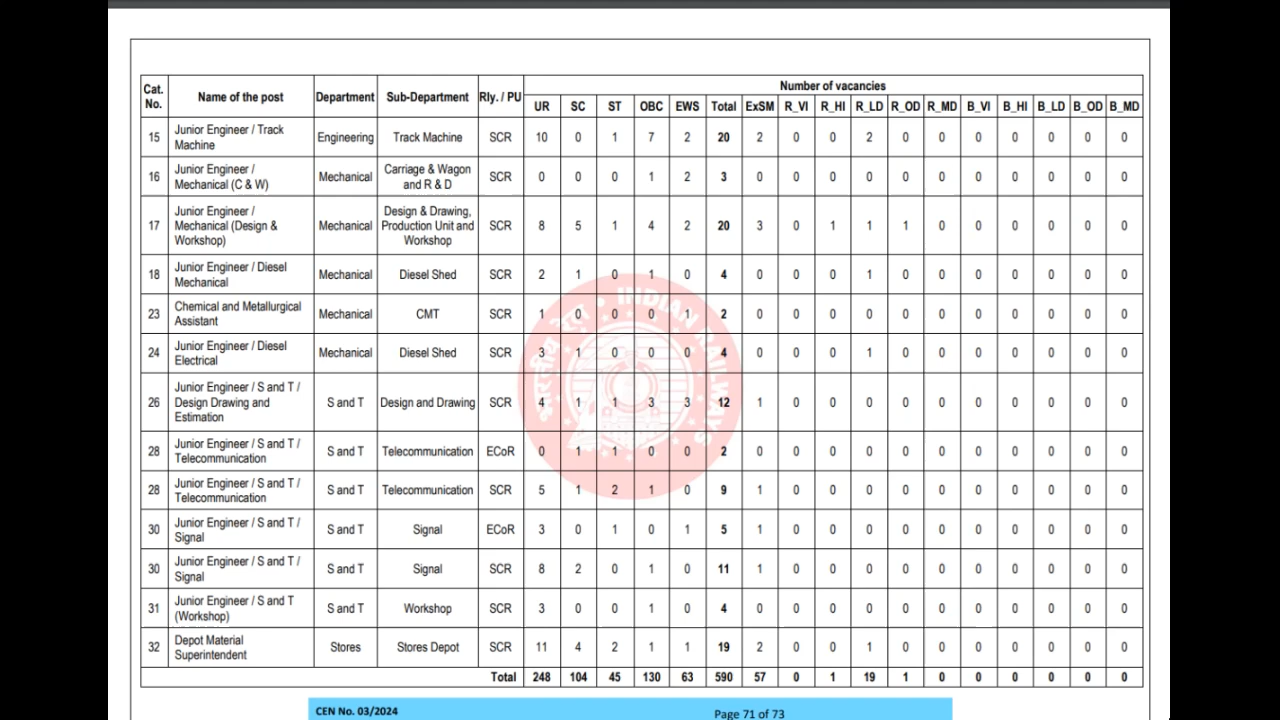 Number of vacancies
Cat. No. Name of the post Department Sub-Department Rly. / PU UR SC ST OBC EWS Total ExSM R_VI R_HI R_LD R_OD R_MD B_VI B_HI B_LD B_OD B_MD
15 Junior Engineer / Track Machine Engineering Track Machine SCR 10 0 1 7 2 20 2 0 0 2 0 0 0 0 0 0 0
16 Junior Engineer / Mechanical (C & W) Mechanical Carriage & Wagon and R & D SCR 0 0 0 1 2 3 0 0 0 0 0 0 0 0 0 0 0
17 Junior Engineer / Mechanical (Design & Workshop) Mechanical Design & Drawing, Production Unit and Workshop SCR 8 5 1 4 2 20 3 0 1 1 1 0 0 0 0 0 0
18 Junior Engineer / Diesel Mechanical Mechanical Diesel Shed SCR 2 1 0 1 0 4 0 0 0 1 0 0 0 0 0 0 0
23 Chemical and Metallurgical Assistant Mechanical CMT SCR 1 0 0 0 1 2 0 0 0 0 0 0 0 0 0 0 0
24 Junior Engineer / Diesel Electrical Mechanical Diesel Shed SCR 3 1 0 0 0 4 0 0 0 1 0 0 0 0 0 0 0
26 Junior Engineer / S and T / Design Drawing and Estimation S and T Design and Drawing SCR 4 1 1 3 3 12 1 0 0 0 0 0 0 0 0 0 0
28 Junior Engineer / S and T / Telecommunication S and T Telecommunication ECoR 0 1 1 0 0 2 0 0 0 0 0 0 0 0 0 0 0
28 Junior Engineer / S and T / Telecommunication S and T Telecommunication SCR 5 1 2 1 0 9 1 0 0 0 0 0 0 0 0 0 0
30 Junior Engineer / S and T / Signal S and T Signal ECoR 3 0 1 0 1 5 1 0 0 0 0 0 0 0 0 0 0
30 Junior Engineer / S and T / Signal S and T Signal SCR 8 2 0 1 0 11 1 0 0 0 0 0 0 0 0 0 0
31 Junior Engineer / S and T (Workshop) S and T Workshop SCR 3 0 0 1 0 4 0 0 0 0 0 0 0 0 0 0 0
32 Depot Material Superintendent Stores Stores Depot SCR 11 4 2 1 1 19 2 0 0 1 0 0 0 0 0 0 0
Total 248 104 45 130 63 590 57 0 1 19 1 0 0 0 0 0 0
भारतीय रेल • INDIAN RAILWAYS
CEN No. 03/2024 Page 71 of 73